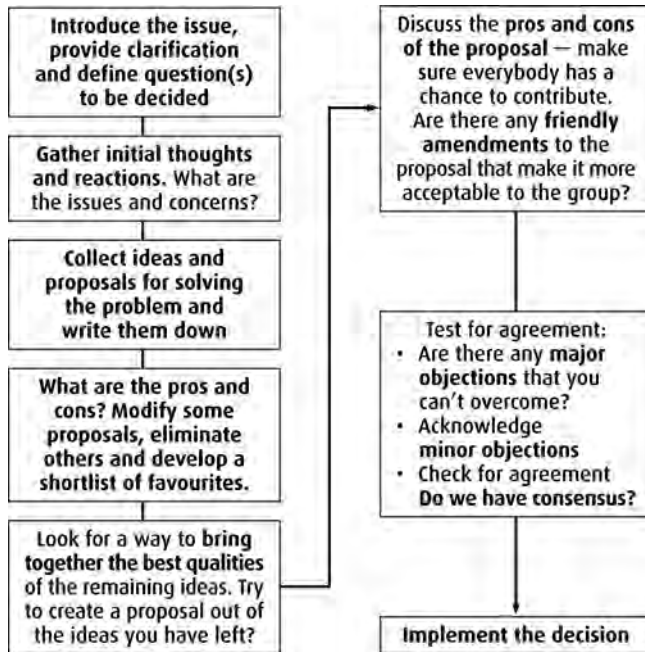 Introduce the issue,
provide clarification
and define question(s)
to be decided
Gather initial thoughts
and reactions. What are
the issues and concerns?
Collect ideas and
proposals for solving
the problem and
write them down
What are the pros and
cons? Modify some
proposals, eliminate
others and develop a
shortlist of favourites.
Look for a way to bring
together the best qualities
of the remaining ideas. Try
to create a proposal out of
the ideas you have left?
Discuss the pros and cons
of the proposal — make
sure everybody has a
chance to contribute.
Are there any friendly
amendments to the
proposal that make it more
acceptable to the group?
Test for agreement:
• Are there any major
objections that you
can't overcome?
• Acknowledge
minor objections
• Check for agreement
Do we have consensus?
Implement the decision